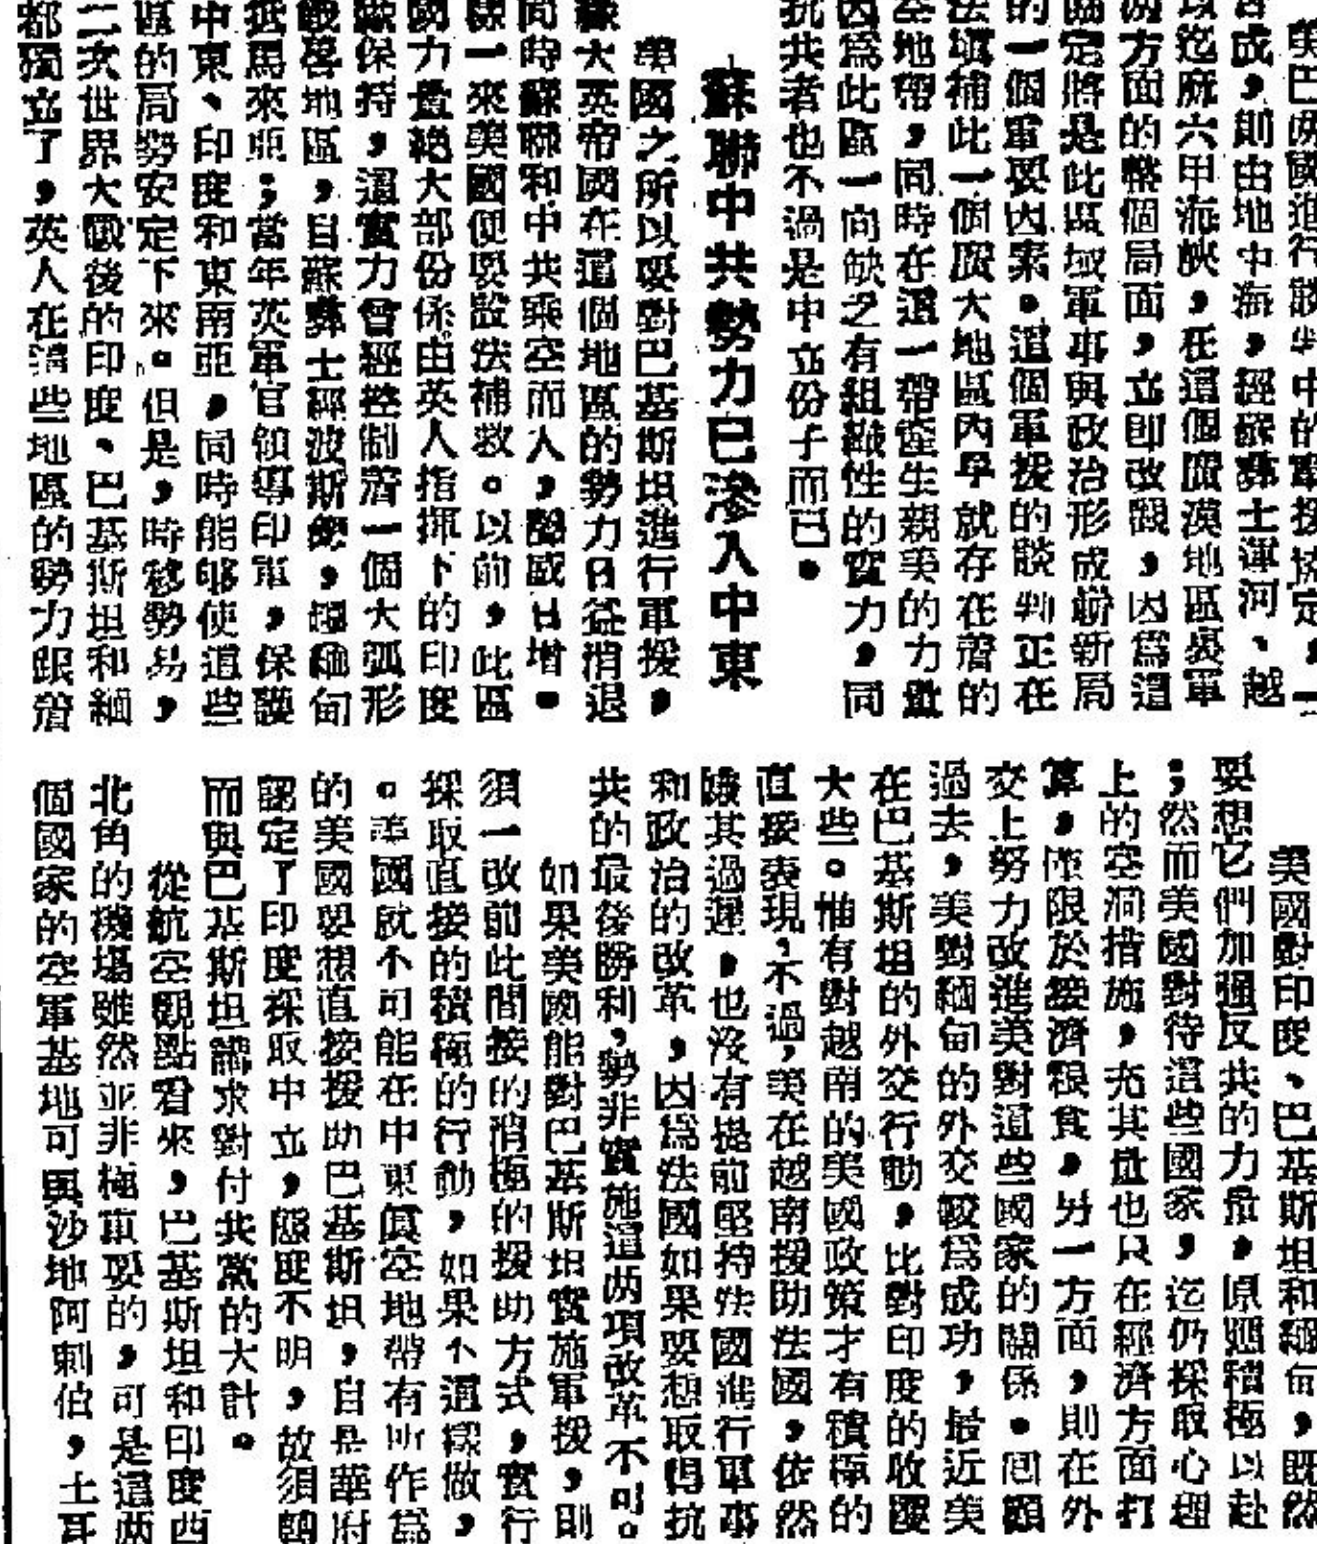 美巴兩國進行談判中的軍援協定，一
成，則由地中海，經蘇彝士運河、越
以迄麻六甲海峽，在這個廣漠地區裏軍
兩方面的整個局面，立即改觀，因爲這
協定將是此區域軍事與政治形成嶄新局
的一個重要因素。這個軍援的談判正在
法塡補此一個廣大地區內早就存在着的
空地帶，同時在這一帶產生親美的力量
因爲此區一向缺乏有組織性的實力，同
抗共者也不過是中立份子而已。
蘇聯中共勢力已滲入中東
美國之所以要對巴基斯坦進行軍援，
緣大英帝國在這個地區的勢力日益消退
同時蘇聯和中共乘空而入，聲威日增。
樣一來美國便要設法補救。以前，此區
國力量絕大部份係由英人指揮下的印度
隊保持，這實力曾經控制着一個大弧形
戰畧地區，自蘇彝士經波斯灣，緬甸
抵馬來亞；當年英軍官領導印軍，保護
中東、印度和東南亞，同時能够使這些
區的局勢安定下來。但是，時移勢易，
二次世界大戰後的印度、巴基斯坦和緬
都獨立了，英人在這些地區的勢力跟着
美國對印度、巴基斯坦和緬甸，既然
要想它們加强反共的力量，原應積極以赴
；然而美國對待這些國家，迄仍採取心理
上的空洞措施，充其量也只在經濟方面打
算，僅限於接濟糧食，另一方面，則在外
交上努力改進美對這些國家的關係。囘顧
過去，美對緬甸的外交較爲成功，最近美
在巴基斯坦的外交行動，比對印度的收穫
大些。惟有對越南的美國政策才有積極的
直接表現，不過，美在越南援助法國，依然
嫌其過遲，也沒有提前堅持法國進行軍事
和政治的改革，因爲法國如果要想取得抗
共的最後勝利，勢非實施這兩項改革不可。
如果美國能對巴基斯坦實施軍援，則
須一改前此間接的消極的援助方式，實行
採取直接的積極的行動，如果不這樣做，
。美國就不可能在中東眞空地帶有所作爲
的美國要想直接援助巴基斯坦，自是華府
認定了印度採取中立，態度不明，故須轉
而與巴基斯坦講求對付共黨的大計。
從航空觀點看來，巴基斯坦和印度西
北角的機場雖然並非極重要的，可是這兩
個國家的空軍基地可與沙地阿剌伯，土耳